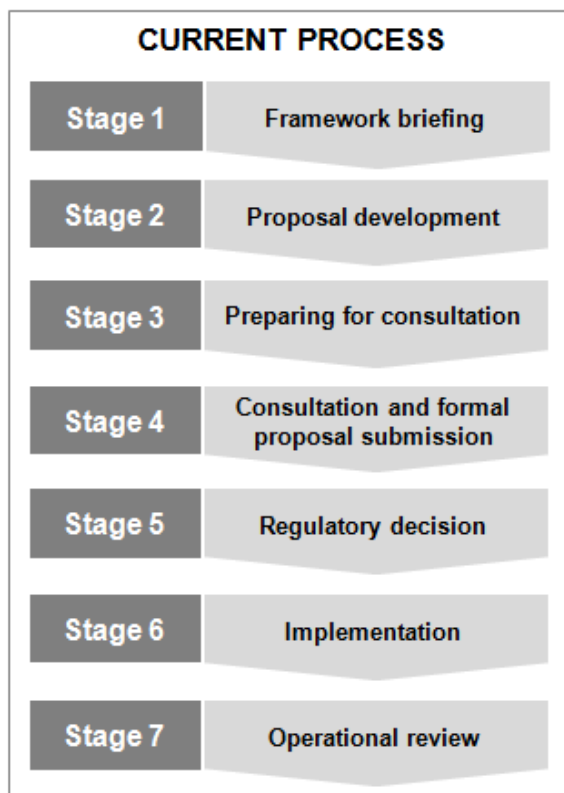 CURRENT PROCESS
Stage 1
Framework briefing
Stage 2
Proposal development
Stage 3
Preparing for consultation
Stage 4
Consultation and formal
proposal submission
Stage 5
Regulatory decision
Stage 6
Implementation
Stage 7
Operational review